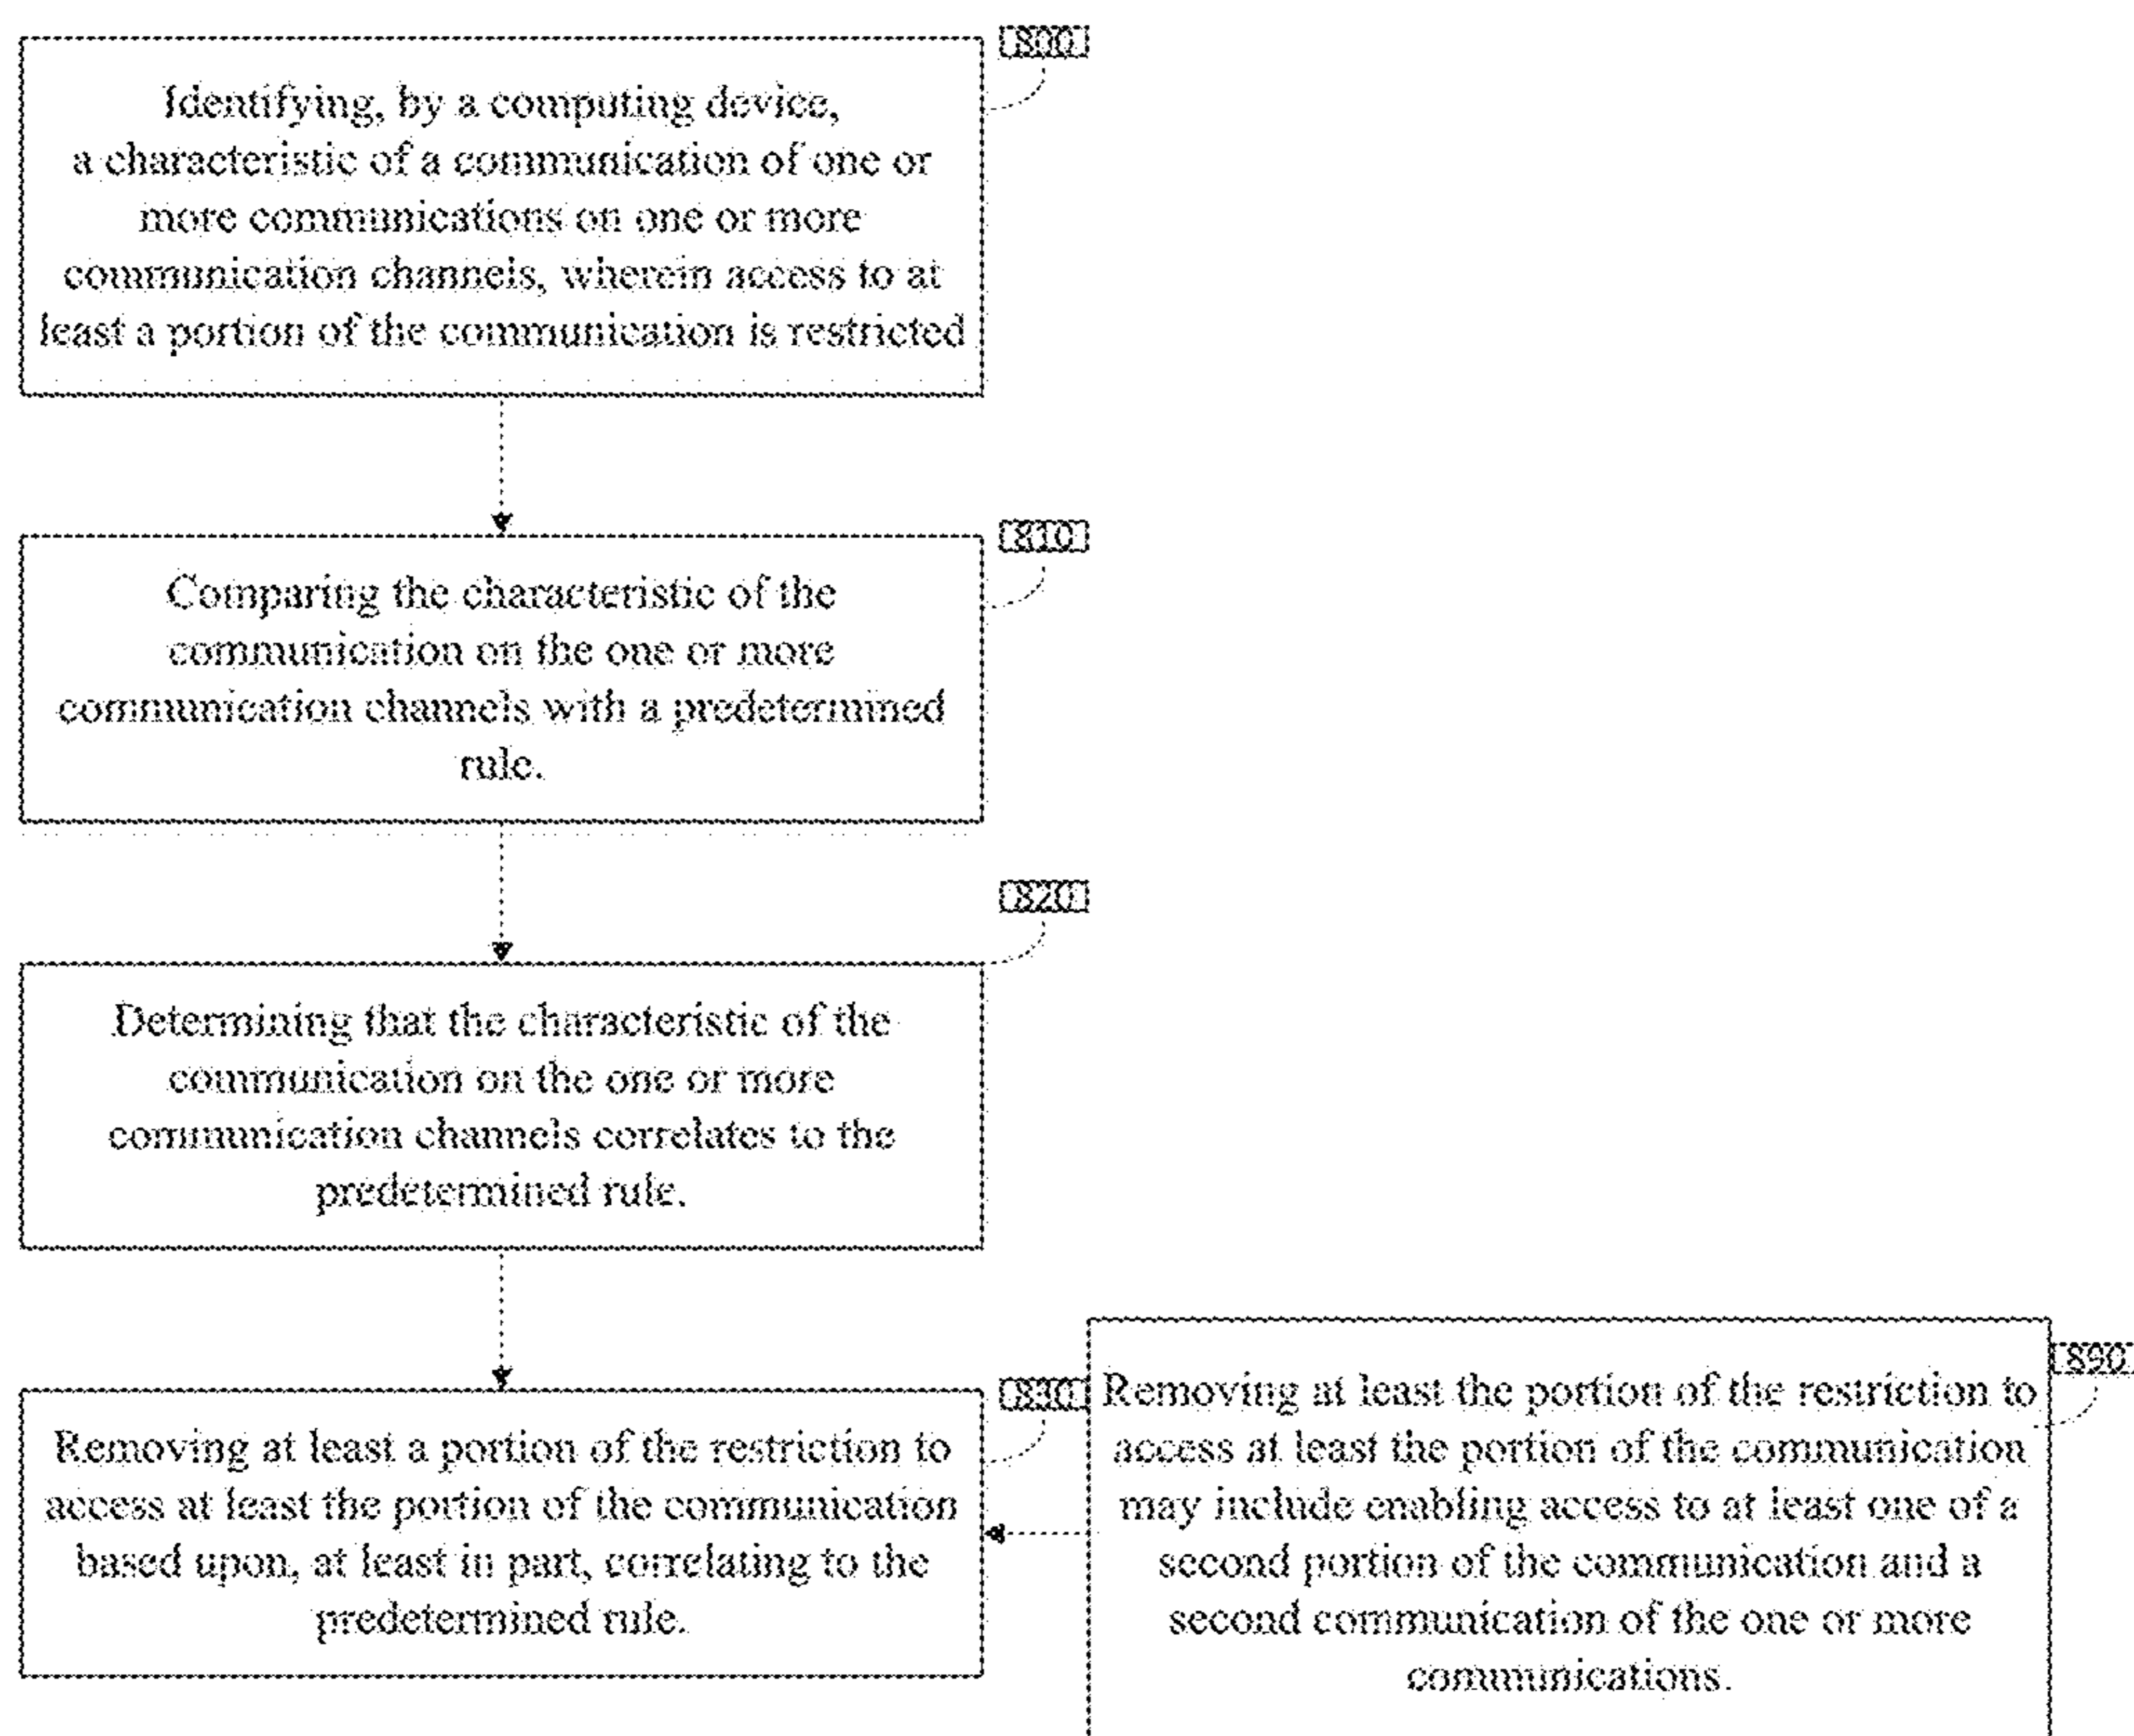 800
Identifying, by a computing device,
a characteristic of a communication of one or
more communications on one or more
communication channels, wherein access to at
least a portion of the communication is restricted
810
Comparing the characteristic of the
communication on the one or more
communication channels with a predetermined
rule.
820
Determining that the characteristic of the
communication on the one or more
communication channels correlates to the
predetermined rule.
830
Removing at least a portion of the restriction to
access at least the portion of the communication
based upon, at least in part, correlating to the
predetermined rule.
890
Removing at least the portion of the restriction to
access at least the portion of the communication
may include enabling access to at least one of a
second portion of the communication and a
second communication of the one or more
communications.